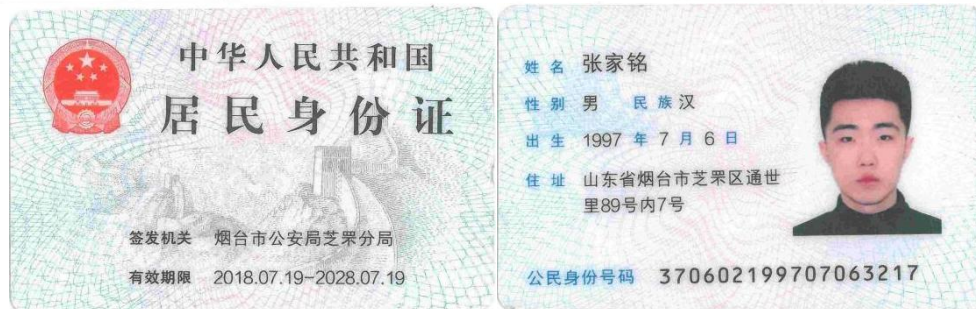 中华人民共和国
居民身份证
签发机关 烟台市公安局芝罘分局
有效期限 2018.07.19-2028.07.19
姓名 张家铭
性别 男 民族 汉
出生 1997 年 7 月 6 日
住址 山东省烟台市芝罘区通世
里89号内7号
公民身份号码 370602199707063217